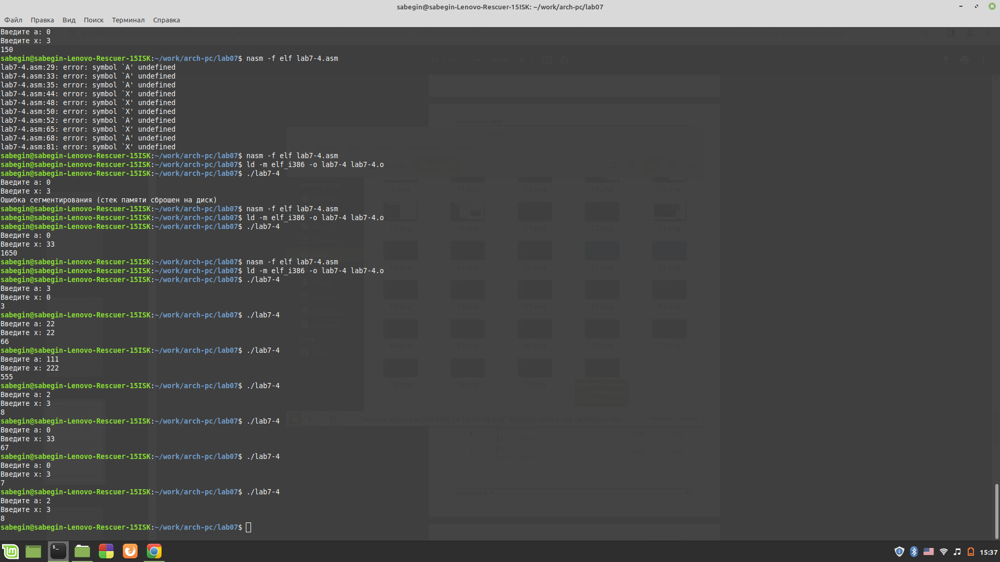 sabegin@sabegin-Lenovo-Rescuer-15ISK: ~/work/arch-pc/lab07
Файл Правка Вид Поиск Терминал Справка
Введите a: 0
Введите x: 3
150
sabegin@sabegin-Lenovo-Rescuer-15ISK:~/work/arch-pc/lab07$ nasm -f elf lab7-4.asm
lab7-4.asm:29: error: symbol `A' undefined
lab7-4.asm:33: error: symbol `A' undefined
lab7-4.asm:35: error: symbol `A' undefined
lab7-4.asm:44: error: symbol `X' undefined
lab7-4.asm:48: error: symbol `X' undefined
lab7-4.asm:50: error: symbol `X' undefined
lab7-4.asm:52: error: symbol `A' undefined
lab7-4.asm:65: error: symbol `X' undefined
lab7-4.asm:68: error: symbol `A' undefined
lab7-4.asm:81: error: symbol `X' undefined
sabegin@sabegin-Lenovo-Rescuer-15ISK:~/work/arch-pc/lab07$ nasm -f elf lab7-4.asm
sabegin@sabegin-Lenovo-Rescuer-15ISK:~/work/arch-pc/lab07$ ld -m elf_i386 -o lab7-4 lab7-4.o
sabegin@sabegin-Lenovo-Rescuer-15ISK:~/work/arch-pc/lab07$ ./lab7-4
Введите a: 0
Введите x: 3
Ошибка сегментирования (стек памяти сброшен на диск)
sabegin@sabegin-Lenovo-Rescuer-15ISK:~/work/arch-pc/lab07$ nasm -f elf lab7-4.asm
sabegin@sabegin-Lenovo-Rescuer-15ISK:~/work/arch-pc/lab07$ ld -m elf_i386 -o lab7-4 lab7-4.o
sabegin@sabegin-Lenovo-Rescuer-15ISK:~/work/arch-pc/lab07$ ./lab7-4
Введите a: 0
Введите x: 33
1650
sabegin@sabegin-Lenovo-Rescuer-15ISK:~/work/arch-pc/lab07$ nasm -f elf lab7-4.asm
sabegin@sabegin-Lenovo-Rescuer-15ISK:~/work/arch-pc/lab07$ ld -m elf_i386 -o lab7-4 lab7-4.o
sabegin@sabegin-Lenovo-Rescuer-15ISK:~/work/arch-pc/lab07$ ./lab7-4
Введите a: 3
Введите x: 0
3
sabegin@sabegin-Lenovo-Rescuer-15ISK:~/work/arch-pc/lab07$ ./lab7-4
Введите a: 22
Введите x: 22
66
sabegin@sabegin-Lenovo-Rescuer-15ISK:~/work/arch-pc/lab07$ ./lab7-4
Введите a: 111
Введите x: 222
555
sabegin@sabegin-Lenovo-Rescuer-15ISK:~/work/arch-pc/lab07$ ./lab7-4
Введите a: 2
Введите x: 3
8
sabegin@sabegin-Lenovo-Rescuer-15ISK:~/work/arch-pc/lab07$ ./lab7-4
Введите a: 0
Введите x: 33
67
sabegin@sabegin-Lenovo-Rescuer-15ISK:~/work/arch-pc/lab07$ ./lab7-4
Введите a: 0
Введите x: 3
7
sabegin@sabegin-Lenovo-Rescuer-15ISK:~/work/arch-pc/lab07$ ./lab7-4
Введите a: 2
Введите x: 3
8
sabegin@sabegin-Lenovo-Rescuer-15ISK:~/work/arch-pc/lab07$
15:37